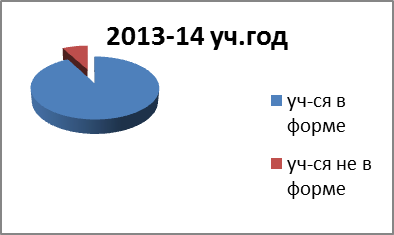 2013-14 уч.год
уч-ся в
форме
уч-ся не в
форме